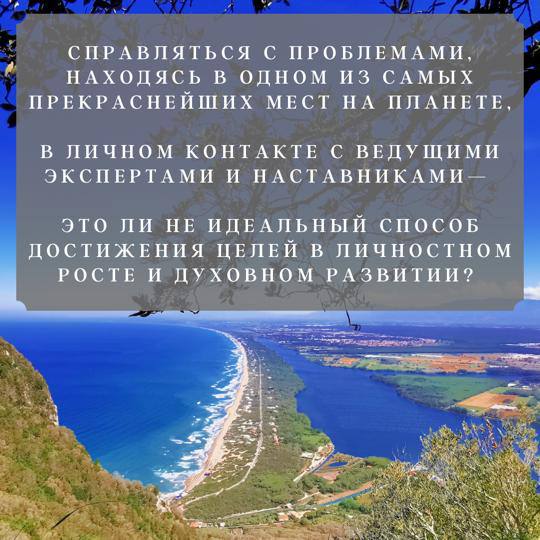 СПРАВЛЯТЬСЯ С ПРОБЛЕМАМИ,
НАХОДЯСЬ В ОДНОМ ИЗ САМЫХ
ПРЕКРАСНЕЙШИХ МЕСТ НА ПЛАНЕТЕ,
В ЛИЧНОМ КОНТАКТЕ С ВЕДУЩИМИ
ЭКСПЕРТАМИ И НАСТАВНИКАМИ—
ЭТО ЛИ НЕ ИДЕАЛЬНЫЙ СПОСОБ
ДОСТИЖЕНИЯ ЦЕЛЕЙ В ЛИЧНОСТНОМ
РОСТЕ И ДУХОВНОМ РАЗВИТИИ?